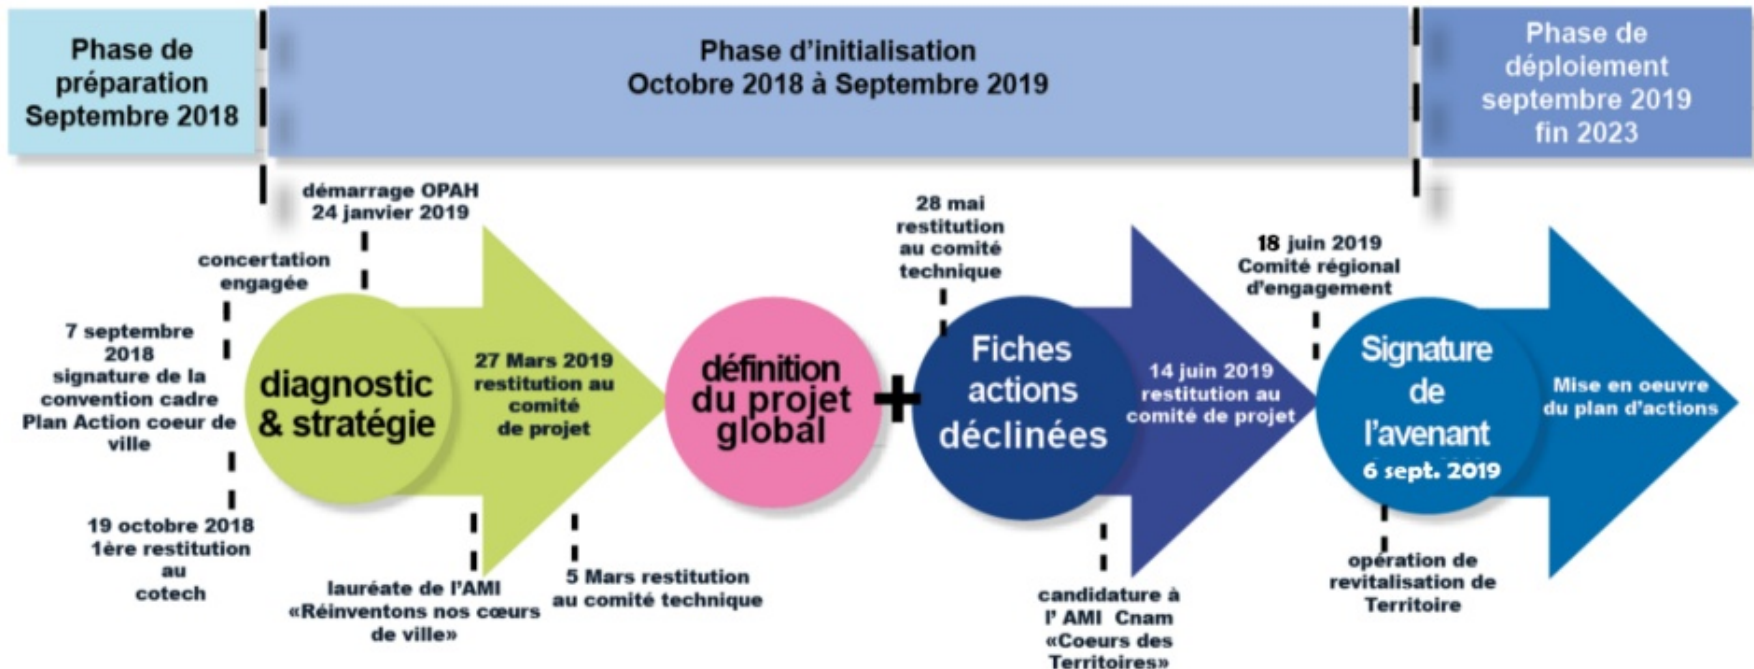 Phase de
préparation
Septembre 2018
Phase d'initialisation
Octobre 2018 à Septembre 2019
Phase de
déploiement
septembre 2019
fin 2023
démarrage OPAH
24 janvier 2019
concertation
engagée
7 septembre
2018
signature de la
convention cadre
Plan Action coeur de
ville
19 octobre 2018
1ère restitution
au
cotech
diagnostic
& stratégie
27 Mars 2019
restitution au
comité
de projet
lauréate de l'AMI
«Réinventons nos cœurs
de ville»
5 Mars restitution
au comité technique
définition
du projet
global
+
28 mai
restitution
au comité
technique
Fiches
actions
déclinées
14 juin 2019
restitution au
comité de projet
candidature à
l' AMI Cnam
«Coeurs des
Territoires»
18 juin 2019
Comité régional
d'engagement
Signature
de
l'avenant
6 sept. 2019
opération de
revitalisation de
Territoire
Mise en oeuvre
du plan d'actions